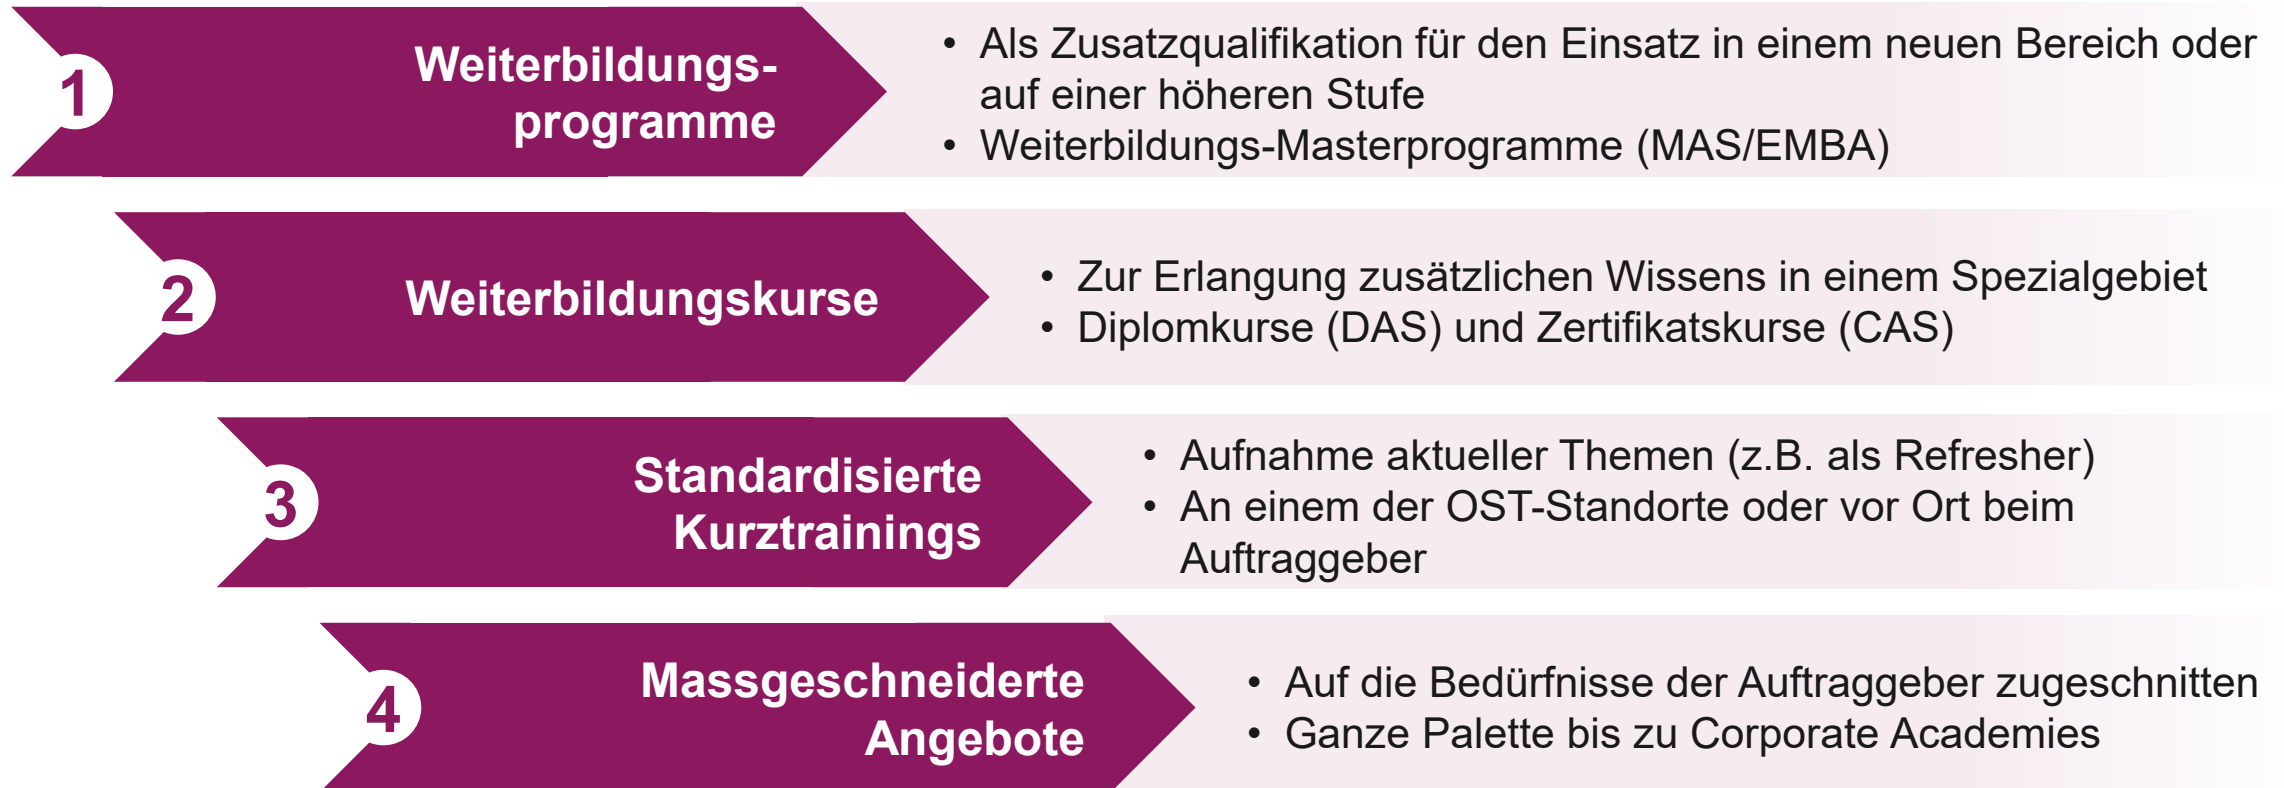 1
Weiterbildungs-
programme
• Als Zusatzqualifikation für den Einsatz in einem neuen Bereich oder
auf einer höheren Stufe
• Weiterbildungs-Masterprogramme (MAS/EMBA)
2
Weiterbildungskurse
• Zur Erlangung zusätzlichen Wissens in einem Spezialgebiet
• Diplomkurse (DAS) und Zertifikatskurse (CAS)
3
Standardisierte
Kurztrainings
• Aufnahme aktueller Themen (z.B. als Refresher)
• An einem der OST-Standorte oder vor Ort beim
Auftraggeber
4
Massgeschneiderte
Angebote
• Auf die Bedürfnisse der Auftraggeber zugeschnitten
• Ganze Palette bis zu Corporate Academies